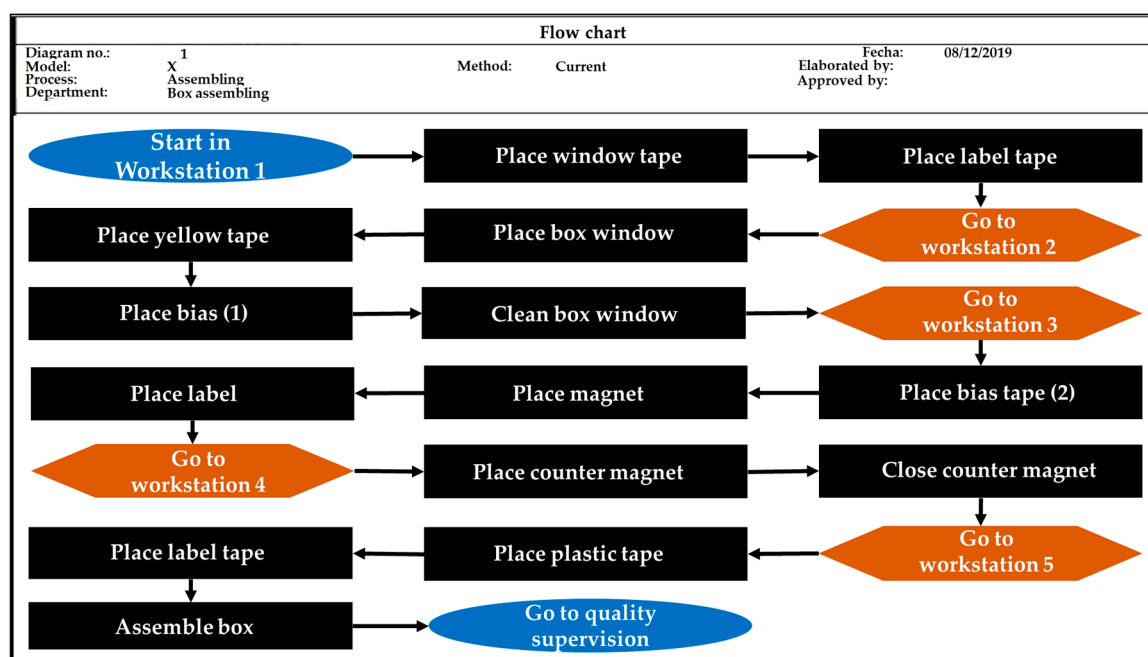 Flow chart
Diagram no.: 1
Fecha: 08/12/2019
Model: X
Method: Current
Elaborated by:
Process: Assembling
Approved by:
Department: Box assembling
Start in
Workstation 1
Place window tape
Place label tape
Go to
workstation 2
Place box window
Place yellow tape
Place bias (1)
Clean box window
Go to
workstation 3
Place bias tape (2)
Place magnet
Place label
Go to
workstation 4
Place counter magnet
Close counter magnet
Go to
workstation 5
Place plastic tape
Place label tape
Assemble box
Go to quality
supervision